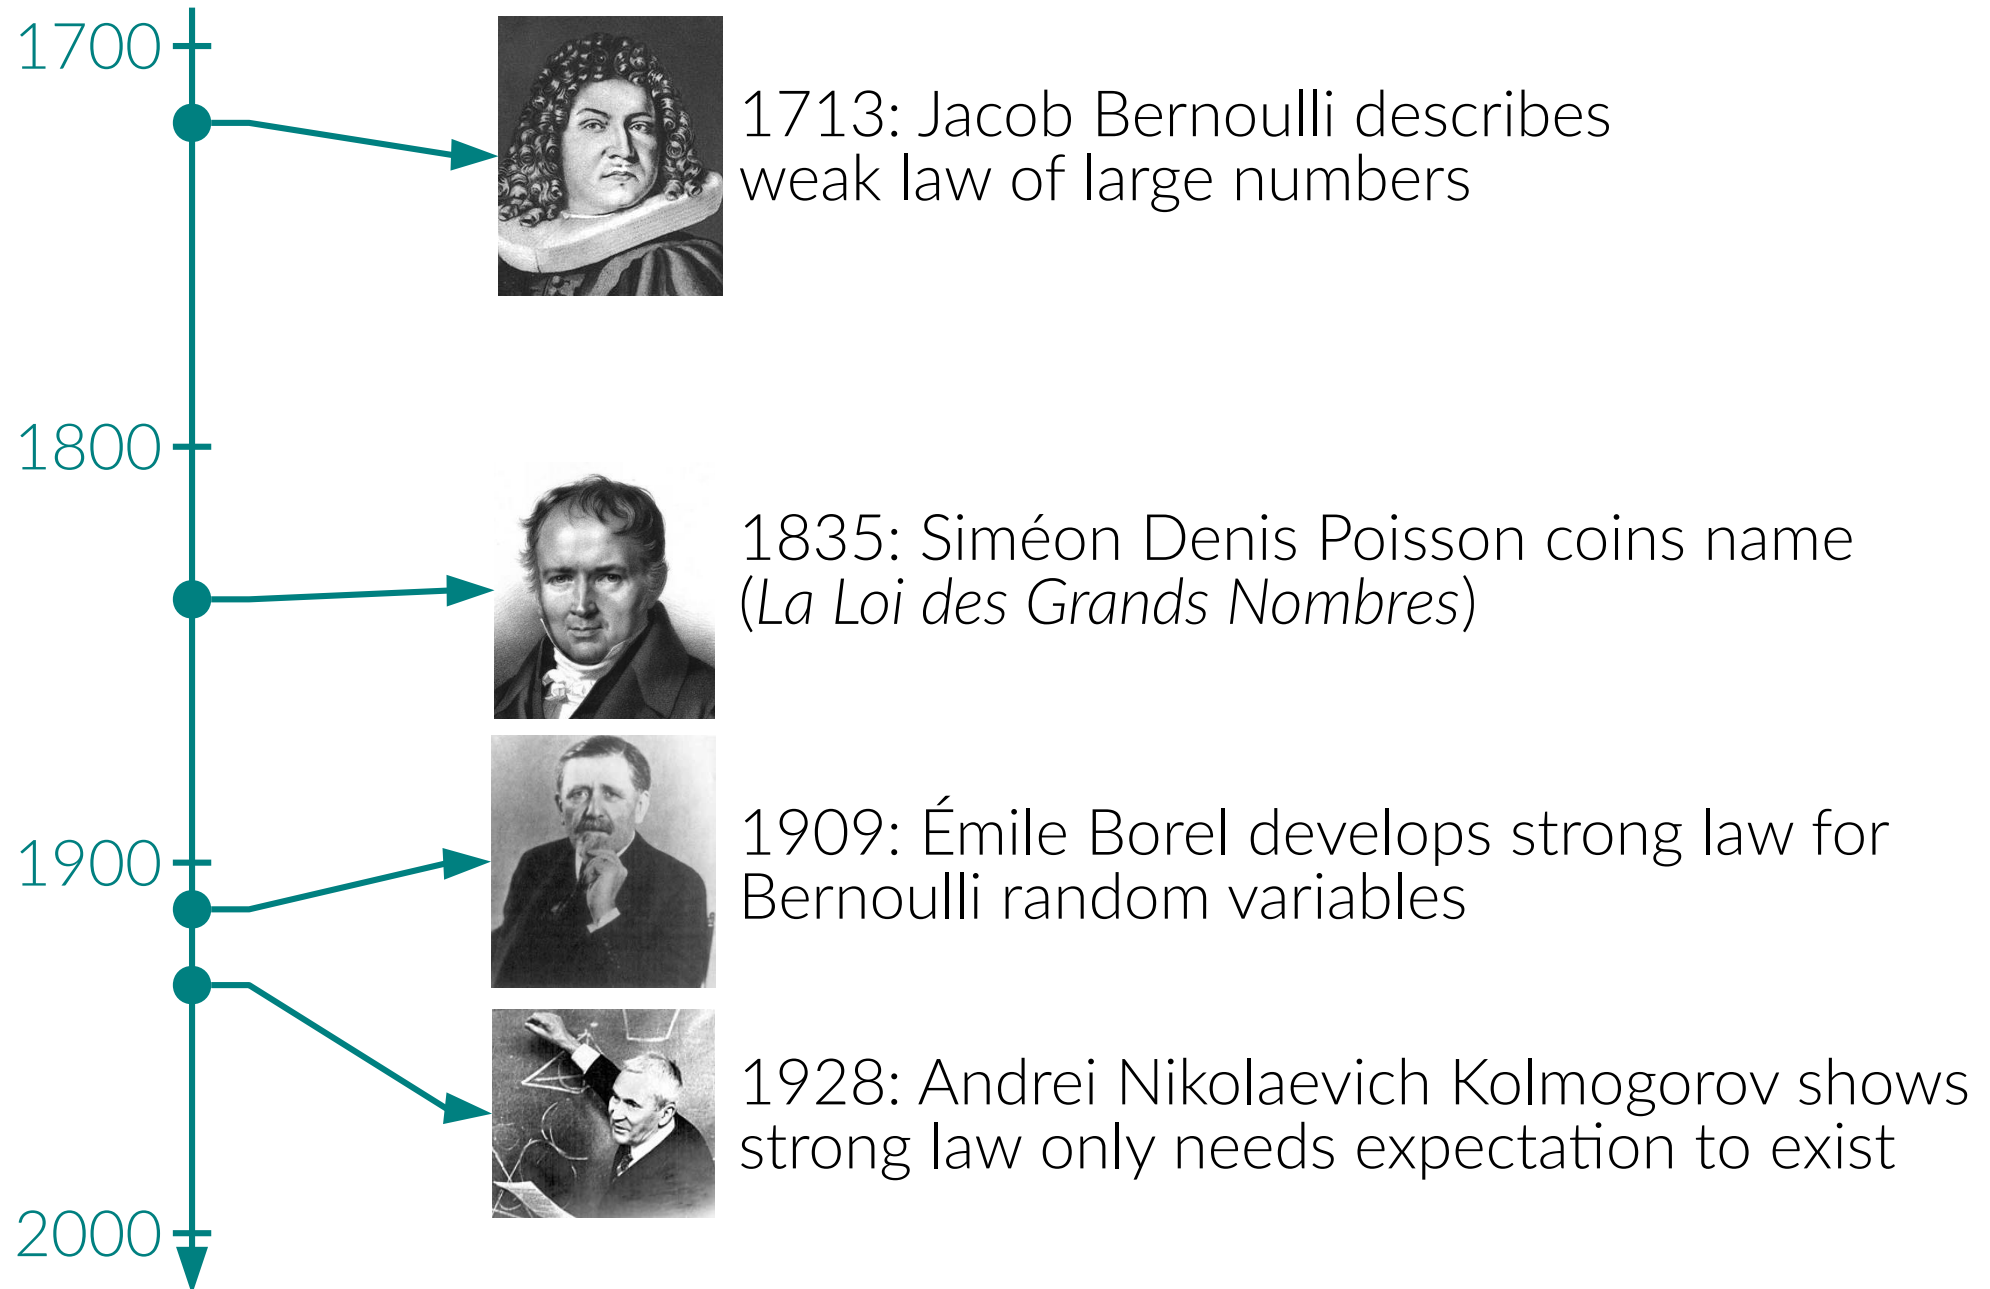 1700
1713: Jacob Bernoulli describes
weak law of large numbers
1800
1835: Siméon Denis Poisson coins name
(La Loi des Grands Nombres)
1909: Émile Borel develops strong law for
1900
Bernoulli random variables
1928: Andrei Nikolaevich Kolmogorov shows
strong law only needs expectation to exist
2000